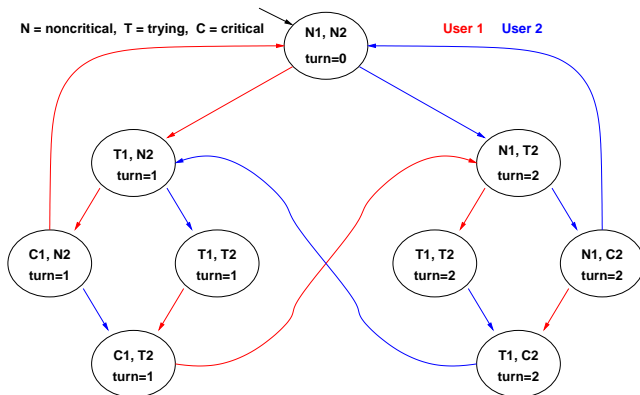 N = noncritical, T = trying, C = critical
User 1 User 2
N1, N2
turn=0
T1, N2
turn=1
N1, T2
turn=2
C1, N2
turn=1
T1, T2
turn=1
T1, T2
turn=2
N1, C2
turn=2
C1, T2
turn=1
T1, C2
turn=2